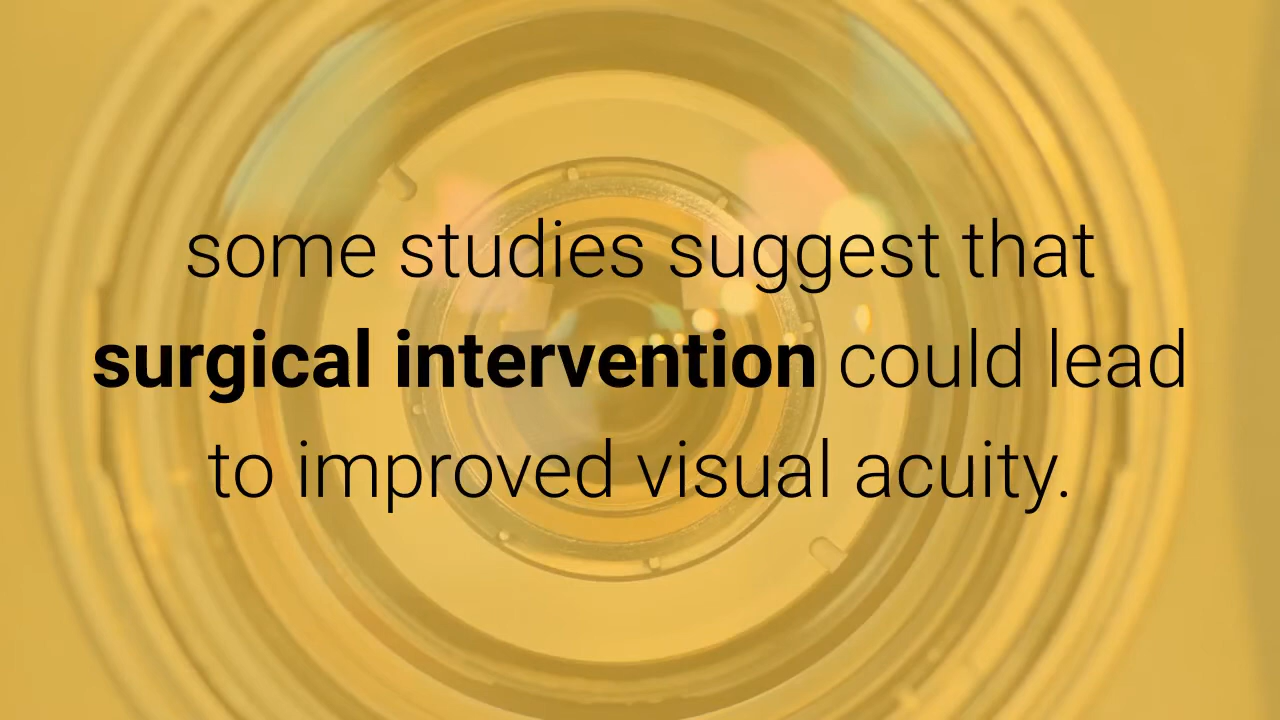 some studies suggest that
surgical intervention could lead
to improved visual acuity.